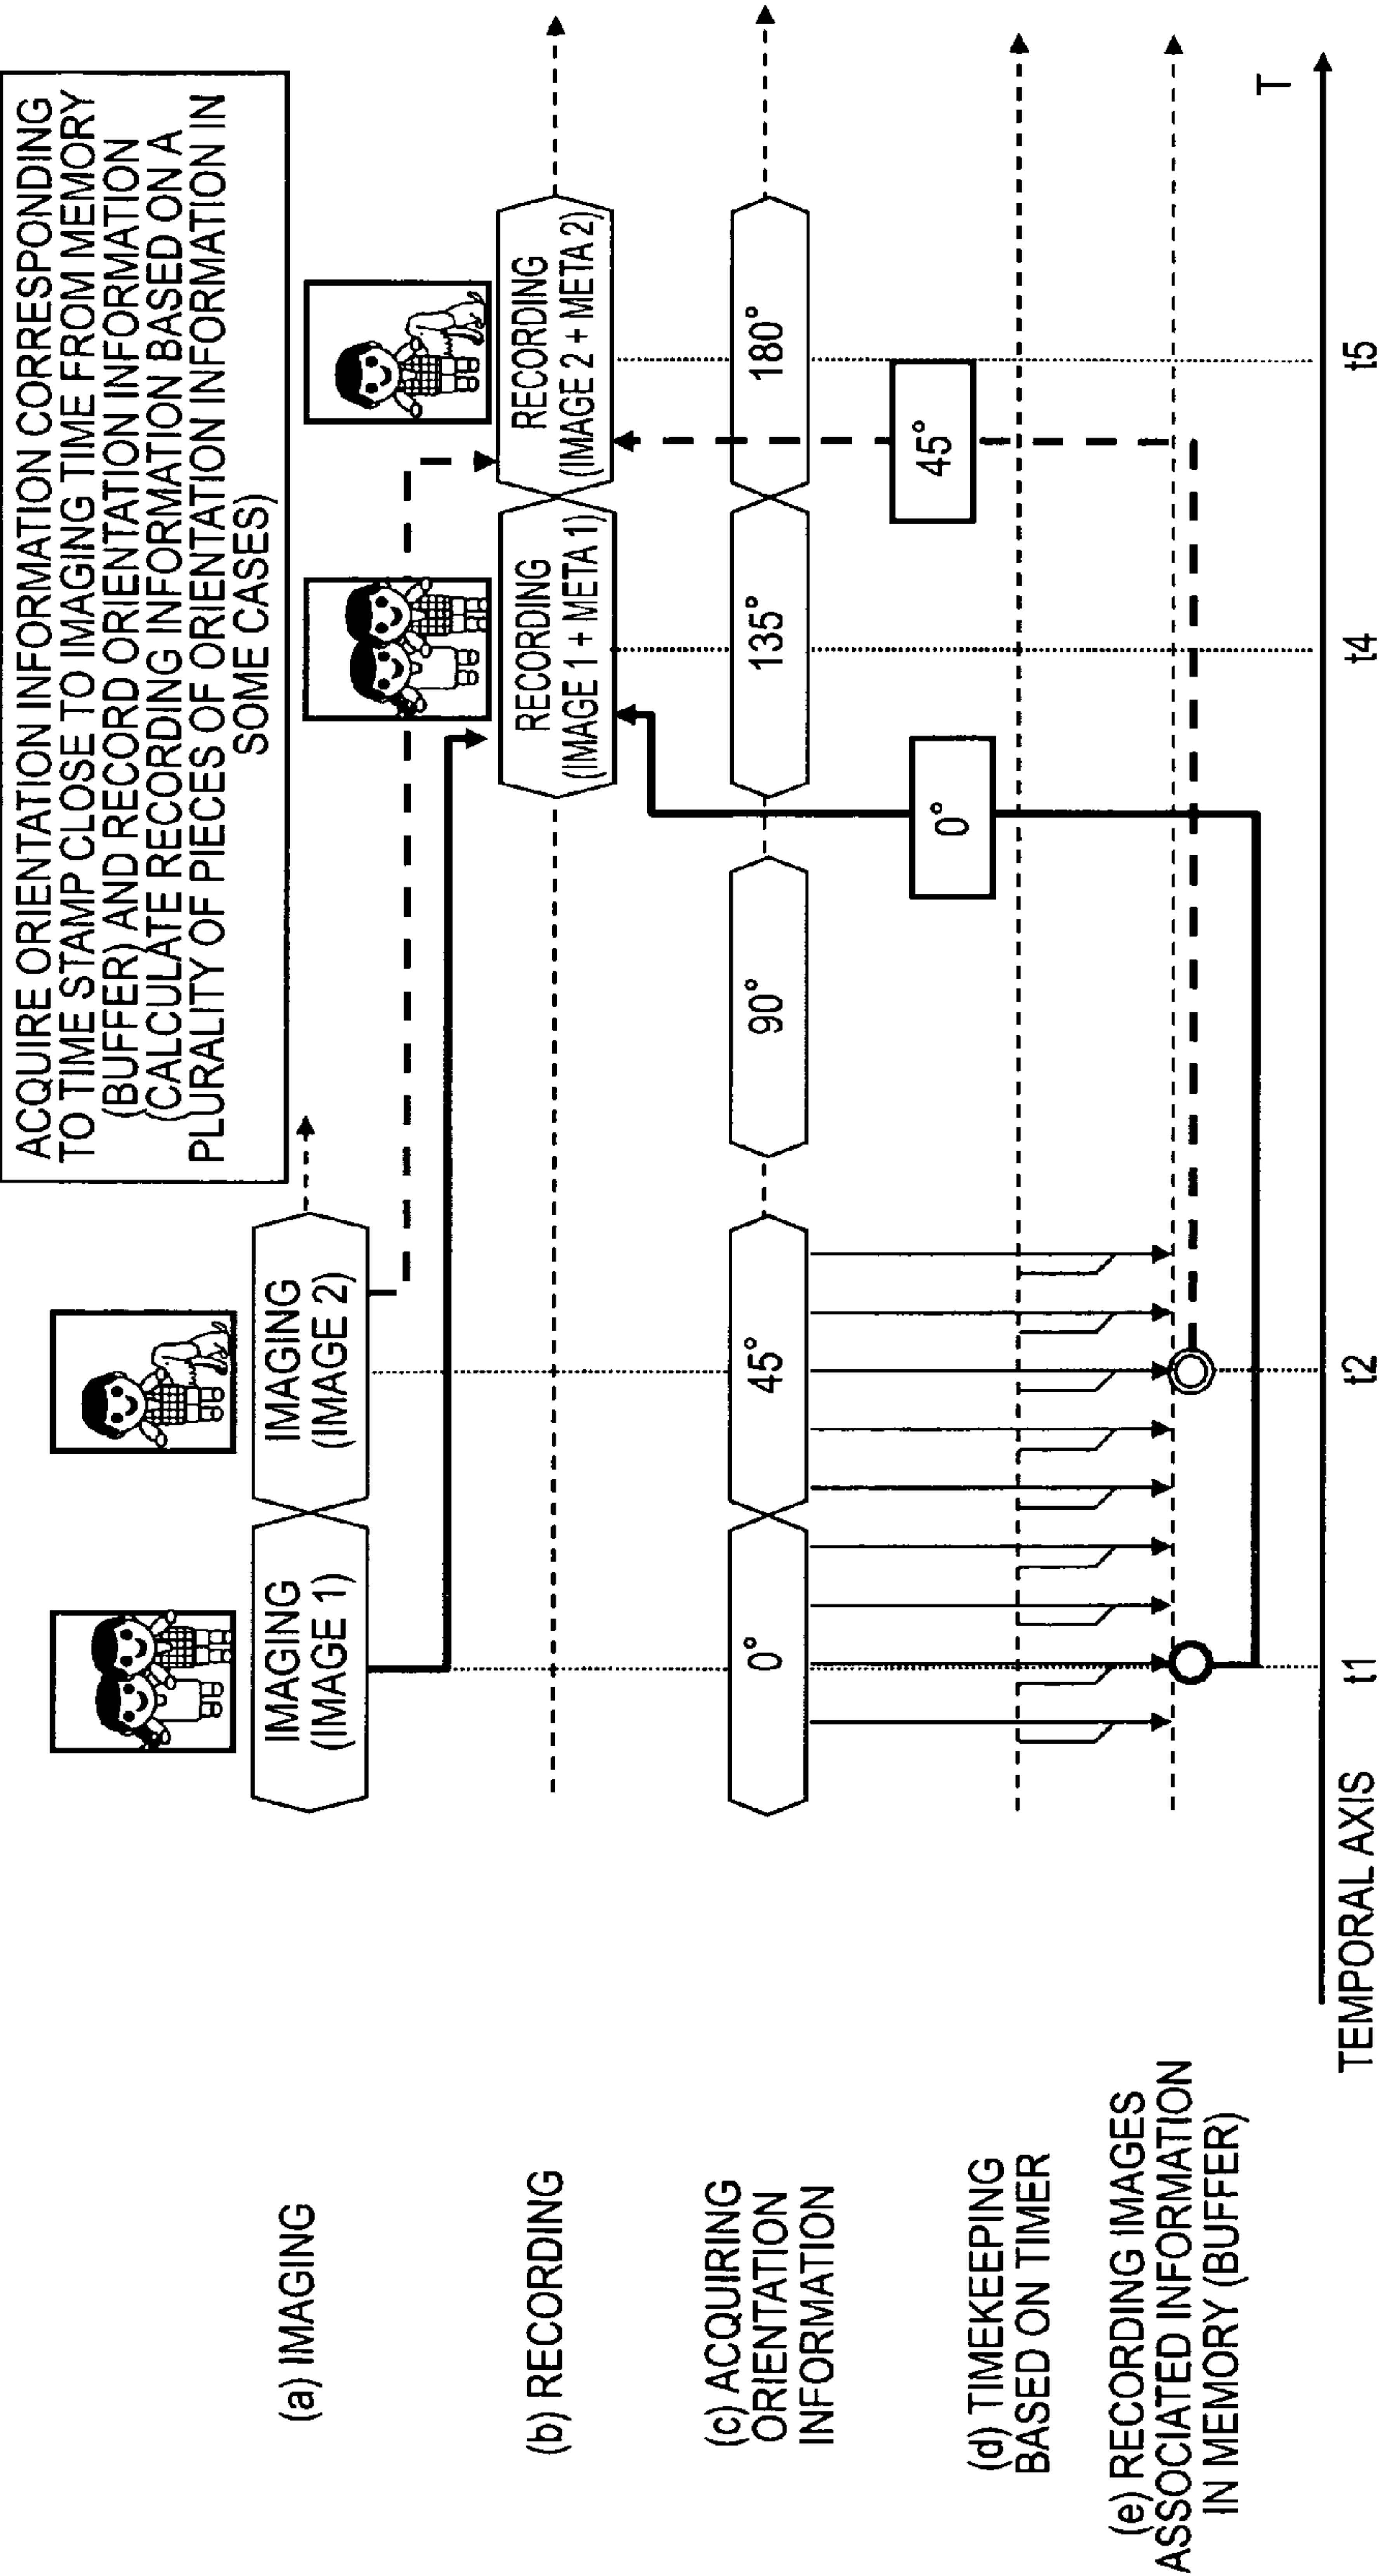 ACQUIRE ORIENTATION INFORMATION CORRESPONDING
TO TIME STAMP CLOSE TO IMAGING TIME FROM MEMORY
(BUFFER) AND RECORD ORIENTATION INFORMATION
(CALCULATE RECORDING INFORMATION BASED ON A
PLURALITY OF PIECES OF ORIENTATION INFORMATION IN
SOME CASES)
(a) IMAGING
IMAGING
(IMAGE 1)
IMAGING
(IMAGE 2)
(b) RECORDING
RECORDING
(IMAGE 1 + META 1)
RECORDING
(IMAGE 2 + META 2)
(c) ACQUIRING
ORIENTATION
INFORMATION
0°
45°
90°
135°
180°
(d) TIMEKEEPING
BASED ON TIMER
0°
45°
(e) RECORDING IMAGES
ASSOCIATED INFORMATION
IN MEMORY (BUFFER)
T
TEMPORAL AXIS
t1
t2
t4
t5